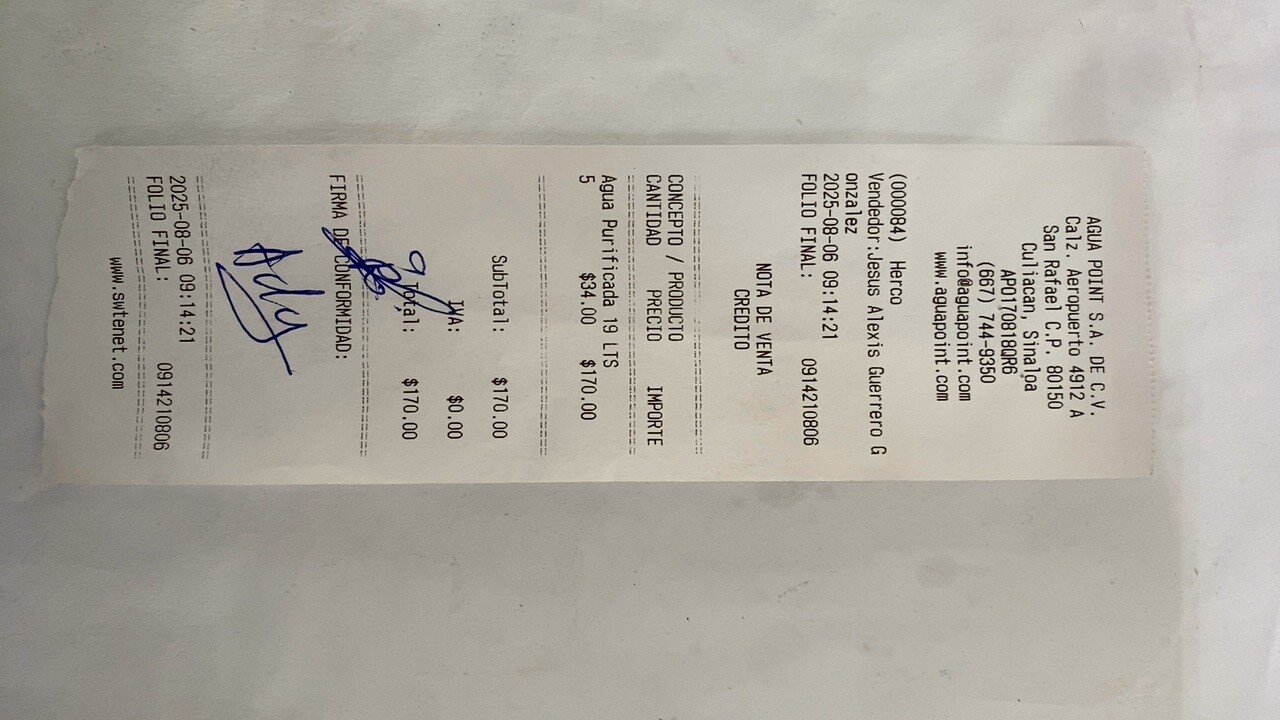 AGUA POINT S.A. DE C.V.
Calz. Aeropuerto 4912 A
San Rafael C.P. 80150
Culiacan, Sinaloa
APO170818QR6
(667) 744-9350
info@aguapoint.com
www.aguapoint.com
(000084) Herco
Vendedor:Jesus Alexis Guerrero G
onzalez
2025-08-06 09:14:21
FOLIO FINAL: 0914210806
NOTA DE VENTA
CREDITO
CONCEPTO / PRODUCTO
CANTIDAD PRECIO IMPORTE
Agua Purificada 19 LTS
5 $34.00 $170.00
SubTotal: $170.00
IVA: $0.00
Total: $170.00
FIRMA DE CONFORMIDAD:
Ady
2025-08-06 09:14:21
FOLIO FINAL: 0914210806
www.swtenet.com